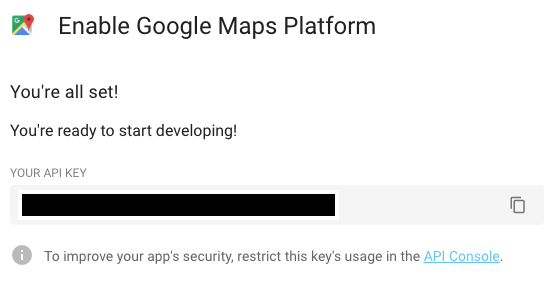 Enable Google Maps Platform
You're all set!
You're ready to start developing!
YOUR API KEY
To improve your app's security, restrict this key's usage in the API Console.